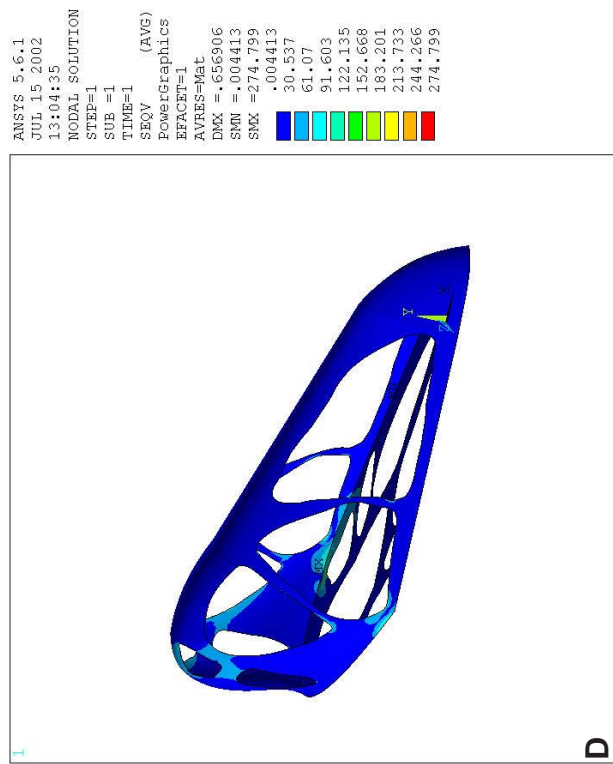 1
ANSYS 5.6.1
JUL 15 2002
13:04:35
NODAL SOLUTION
STEP=1
SUB =1
TIME=1
SEQV (AVG)
PowerGraphics
EFACET=1
AVRES=Mat
DMX =.656906
SMN =.004413
SMX =274.799
.004413
30.537
61.07
91.603
122.135
152.668
183.201
213.733
244.266
274.799
MX
Y
Z
X
D